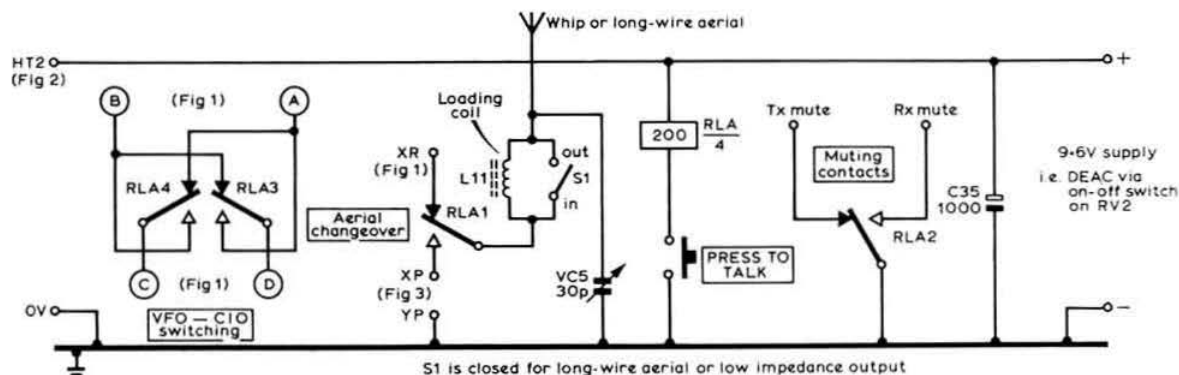 Whip or long-wire aerial
HT2
(Fig 2)
+
B
(Fig 1)
A
Loading
coil
200
RLA
4
Tx mute
Rx mute
XR
(Fig 1)
out
L11
S1
in
Muting
contacts
9·6V supply
i.e. DEAC via
on-off switch
on RV2
RLA4
RLA3
RLA1
C35
1000
Aerial
changeover
RLA2
C
(Fig 1)
D
XP
(Fig 3)
YP
VC5
30p
PRESS TO
TALK
OV
VFO – CIO
switching
-
S1 is closed for long-wire aerial or low impedance output